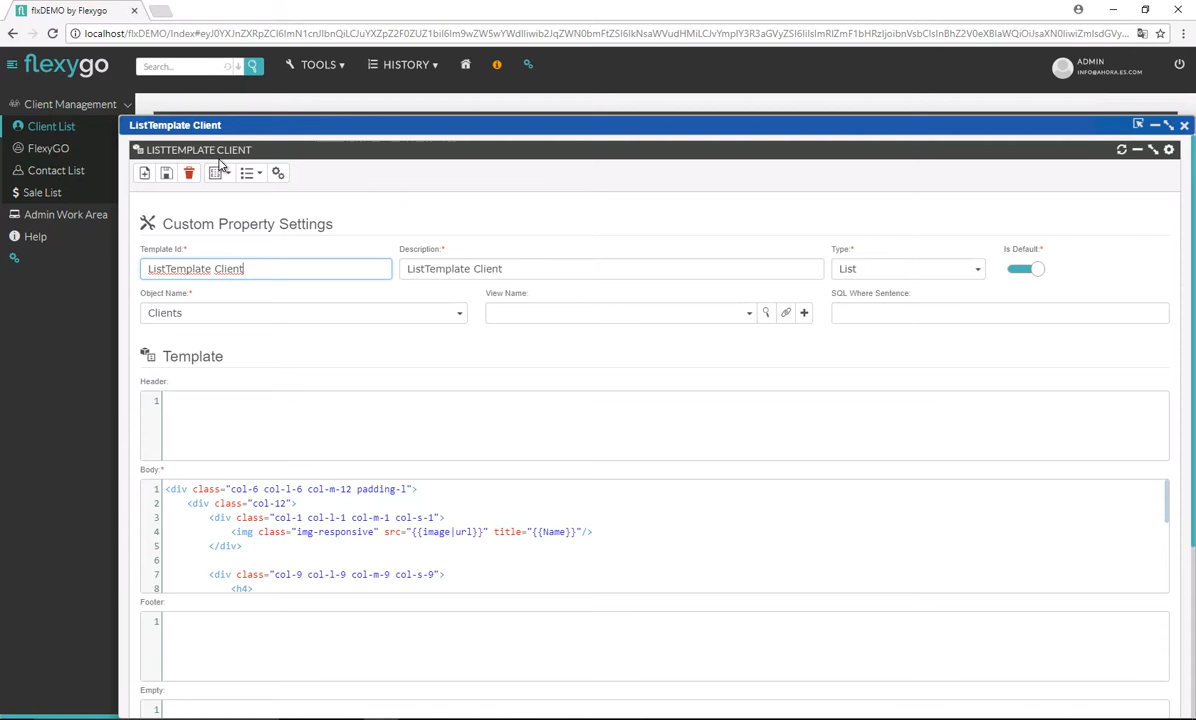 flxDEMO by Flexygo
flexygo
Search...
TOOLS
HISTORY
ADMIN
INFO@AHORA.ES.COM
Client Management
Client List
FlexyGO
Contact List
$ Sale List
Admin Work Area
Help
ListTemplate Client
LISTTEMPLATE CLIENT
Custom Property Settings
Template Id:*
Description:*
Type:*
Is Default:*
ListTemplate Client
ListTemplate Client
List
Object Name:*
View Name:
SQL Where Sentence:
Clients
Template
Header:
1
Body:*
1 <div class="col-6 col-l-6 col-m-12 padding-l">
2 <div class="col-12">
3 <div class="col-1 col-l-1 col-m-1 col-s-1">
4 <img class="img-responsive" src="{{image|url}}" title="{{Name}}"/>
5 </div>
6
7 <div class="col-9 col-l-9 col-m-9 col-s-9">
8 <h4>
Footer:
1
Empty:
1